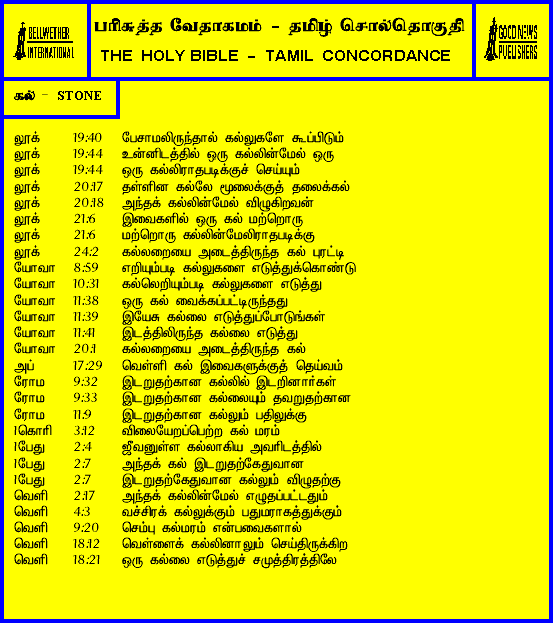 BELLWETHER INTERNATIONAL
பரிசுத்த வேதாகமம் - தமிழ் சொல்தொகுதி
THE HOLY BIBLE - TAMIL CONCORDANCE
GOOD NEWS PUBLISHERS
கல் - STONE
லூக் 19:40 பேசாமலிருந்தால் கல்லுகளே கூப்பிடும்
லூக் 19:44 உன்னிடத்தில் ஒரு கல்லின்மேல் ஒரு
லூக் 19:44 ஒரு கல்லிராதபடிக்குச் செய்யும்
லூக் 20:17 தள்ளின கல்லே மூலைக்குத் தலைக்கல்
லூக் 20:18 அந்தக் கல்லின்மேல் விழுகிறவன்
லூக் 21:6 இவைகளில் ஒரு கல் மற்றொரு
லூக் 21:6 மற்றொரு கல்லின்மேலிராதபடிக்கு
லூக் 24:2 கல்லறையை அடைத்திருந்த கல் புரட்டி
யோவா 8:59 எறியும்படி கல்லுகளை எடுத்துக்கொண்டு
யோவா 10:31 கல்லெறியும்படி கல்லுகளை எடுத்து
யோவா 11:38 ஒரு கல் வைக்கப்பட்டிருந்தது
யோவா 11:39 இயேசு கல்லை எடுத்துப்போடுங்கள்
யோவா 11:41 இடத்திலிருந்த கல்லை எடுத்து
யோவா 20:1 கல்லறையை அடைத்திருந்த கல்
அப் 17:29 வெள்ளி கல் இவைகளுக்குத் தெய்வம்
ரோம 9:32 இடறுதற்கான கல்லில் இடறினார்கள்
ரோம 9:33 இடறுதற்கான கல்லையும் தவறுதற்கான
ரோம 11:9 இடறுதற்கான கல்லும் பதிலுக்கு
1கொரி 3:12 விலையேறப்பெற்ற கல் மரம்
1பேது 2:4 ஜீவனுள்ள கல்லாகிய அவரிடத்தில்
1பேது 2:7 அந்தக் கல் இடறுதற்கேதுவான
1பேது 2:7 இடறுதற்கேதுவான கல்லும் விழுதற்கு
வெளி 2:17 அந்தக் கல்லின்மேல் எழுதப்பட்டதும்
வெளி 4:3 வச்சிரக் கல்லுக்கும் பதுமராகத்துக்கும்
வெளி 9:20 செம்பு கல்மரம் என்பவைகளால்
வெளி 18:12 வெள்ளைக் கல்லினாலும் செய்திருக்கிற
வெளி 18:21 ஒரு கல்லை எடுத்துச் சமுத்திரத்திலே